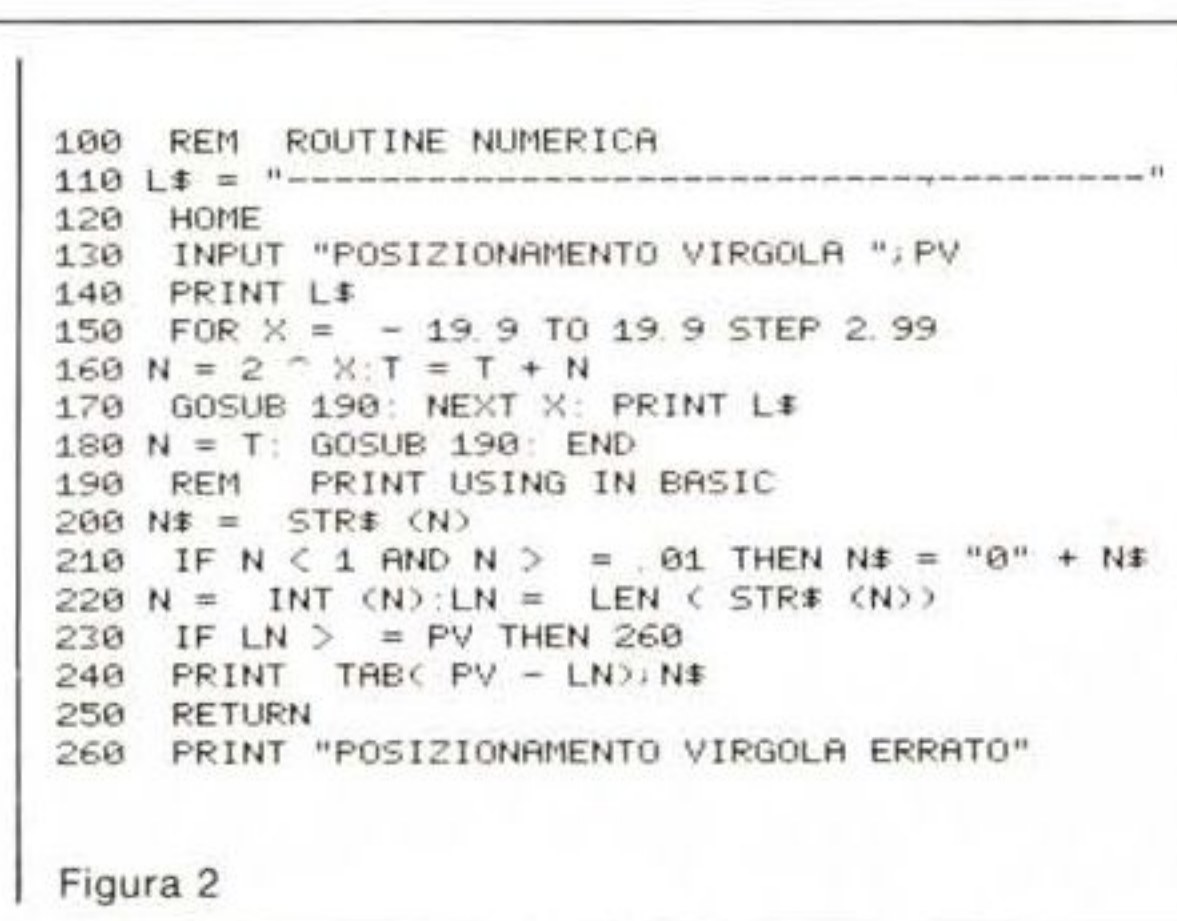 100  REM  ROUTINE NUMERICA
110 L$ = "-------------------------------------"
120  HOME
130  INPUT "POSIZIONAMENTO VIRGOLA ";PV
140  PRINT L$
150  FOR X =  - 19.9 TO 19.9 STEP 2.99
160 N = 2 ^ X:T = T + N
170  GOSUB 190: NEXT X: PRINT L$
180 N = T: GOSUB 190: END
190  REM   PRINT USING IN BASIC
200 N$ =  STR$ (N)
210  IF N < 1 AND N >  = .01 THEN N$ = "0" + N$
220 N =  INT (N):LN =  LEN ( STR$ (N))
230  IF LN >  = PV THEN 260
240  PRINT  TAB( PV - LN);N$
250  RETURN
260  PRINT "POSIZIONAMENTO VIRGOLA ERRATO"
Figura 2